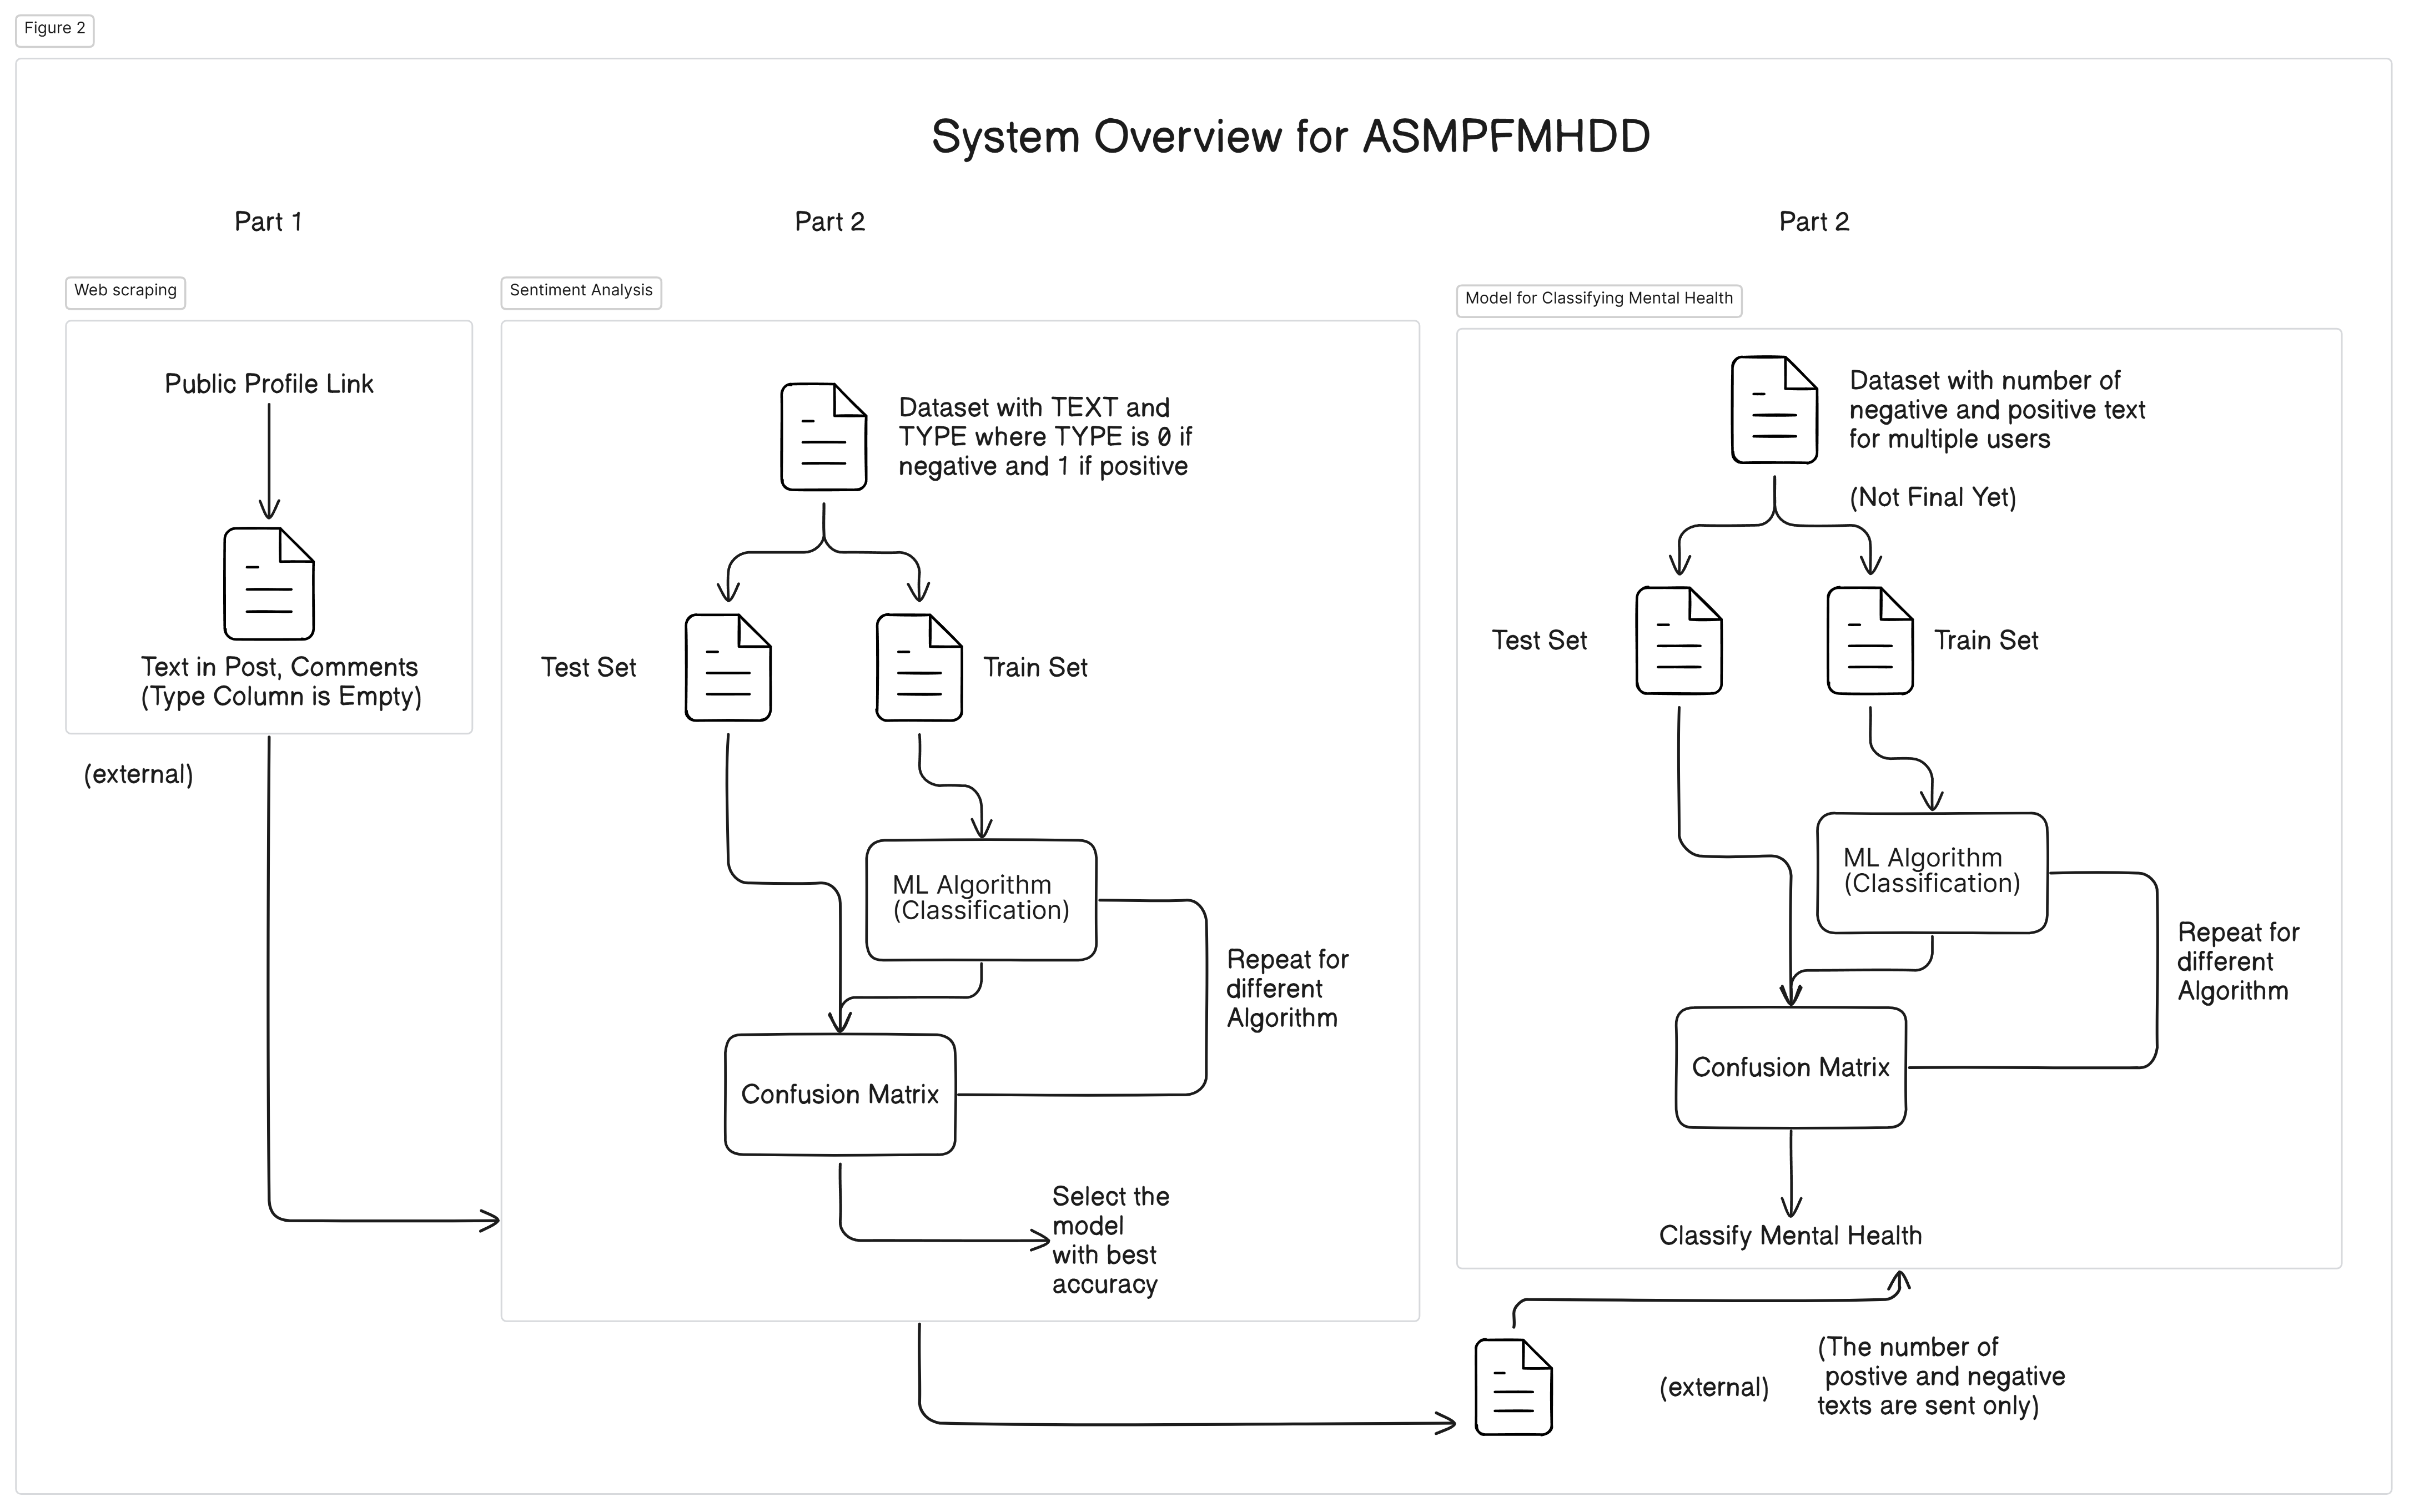 Figure 2
System Overview for ASMPFMHDD
Part 1
Part 2
Part 2
Web scraping
Public Profile Link
Text in Post, Comments
(Type Column is Empty)
(external)
Sentiment Analysis
Dataset with TEXT and
TYPE where TYPE is 0 if
negative and 1 if positive
Test Set
Train Set
ML Algorithm
(Classification)
Repeat for
different
Algorithm
Confusion Matrix
Select the
model
with best
accuracy
Model for Classifying Mental Health
Dataset with number of
negative and positive text
for multiple users
(Not Final Yet)
Test Set
Train Set
ML Algorithm
(Classification)
Repeat for
different
Algorithm
Confusion Matrix
Classify Mental Health
(external)
(The number of
postive and negative
texts are sent only)